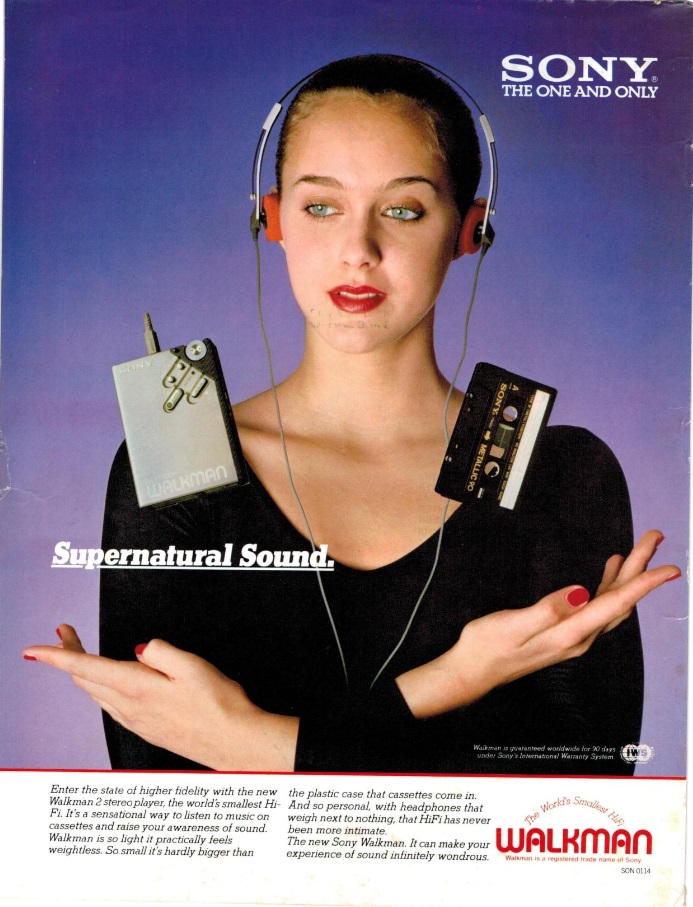 SONY®
THE ONE AND ONLY
SONY
WALKMAN
A
SONY
METALLIC 90
Supernatural Sound.
Walkman is guaranteed worldwide for 90 days
under Sony's International Warranty System.
IWS
Enter the state of higher fidelity with the new
Walkman 2 stereo player, the world's smallest Hi-
Fi. It's a sensational way to listen to music on
cassettes and raise your awareness of sound.
Walkman is so light it practically feels
weightless. So small it's hardly bigger than
the plastic case that cassettes come in.
And so personal, with headphones that
weigh next to nothing, that HiFi has never
been more intimate.
The new Sony Walkman. It can make your
experience of sound infinitely wondrous.
The World's Smallest HiFi
WALKMAN
Walkman is a registered trade name of Sony.
SON 0114